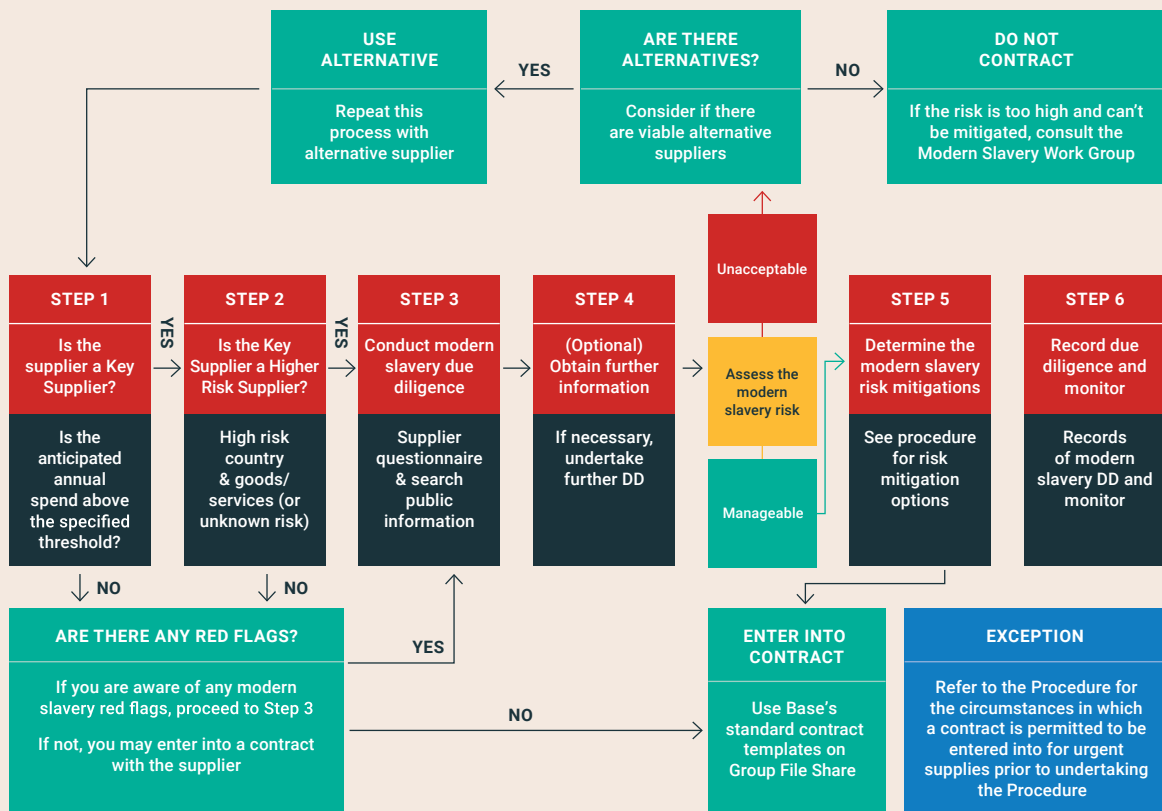 USE
ALTERNATIVE
Repeat this
process with
alternative supplier
YES
ARE THERE
ALTERNATIVES?
Consider if there
are viable alternative
suppliers
NO
DO NOT
CONTRACT
If the risk is too high and can't
be mitigated, consult the
Modern Slavery Work Group
STEP 1
Is the
supplier a Key
Supplier?
Is the
anticipated
annual
spend above
the specified
threshold?
YES
STEP 2
Is the Key
Supplier a Higher
Risk Supplier?
High risk
country
& goods/
services (or
unknown risk)
YES
STEP 3
Conduct modern
slavery due
diligence
Supplier
questionnaire
& search
public
information
STEP 4
(Optional)
Obtain further
information
If necessary,
undertake
further DD
Unacceptable
Assess the
modern
slavery risk
Manageable
STEP 5
Determine the
modern slavery
risk mitigations
See procedure
for risk
mitigation
options
STEP 6
Record due
diligence and
monitor
Records
of modern
slavery DD and
monitor
NO
NO
ARE THERE ANY RED FLAGS?
If you are aware of any modern
slavery red flags, proceed to Step 3
If not, you may enter into a contract
with the supplier
YES
NO
ENTER INTO
CONTRACT
Use Base's
standard contract
templates on
Group File Share
EXCEPTION
Refer to the Procedure for
the circumstances in which
a contract is permitted to be
entered into for urgent
supplies prior to undertaking
the Procedure